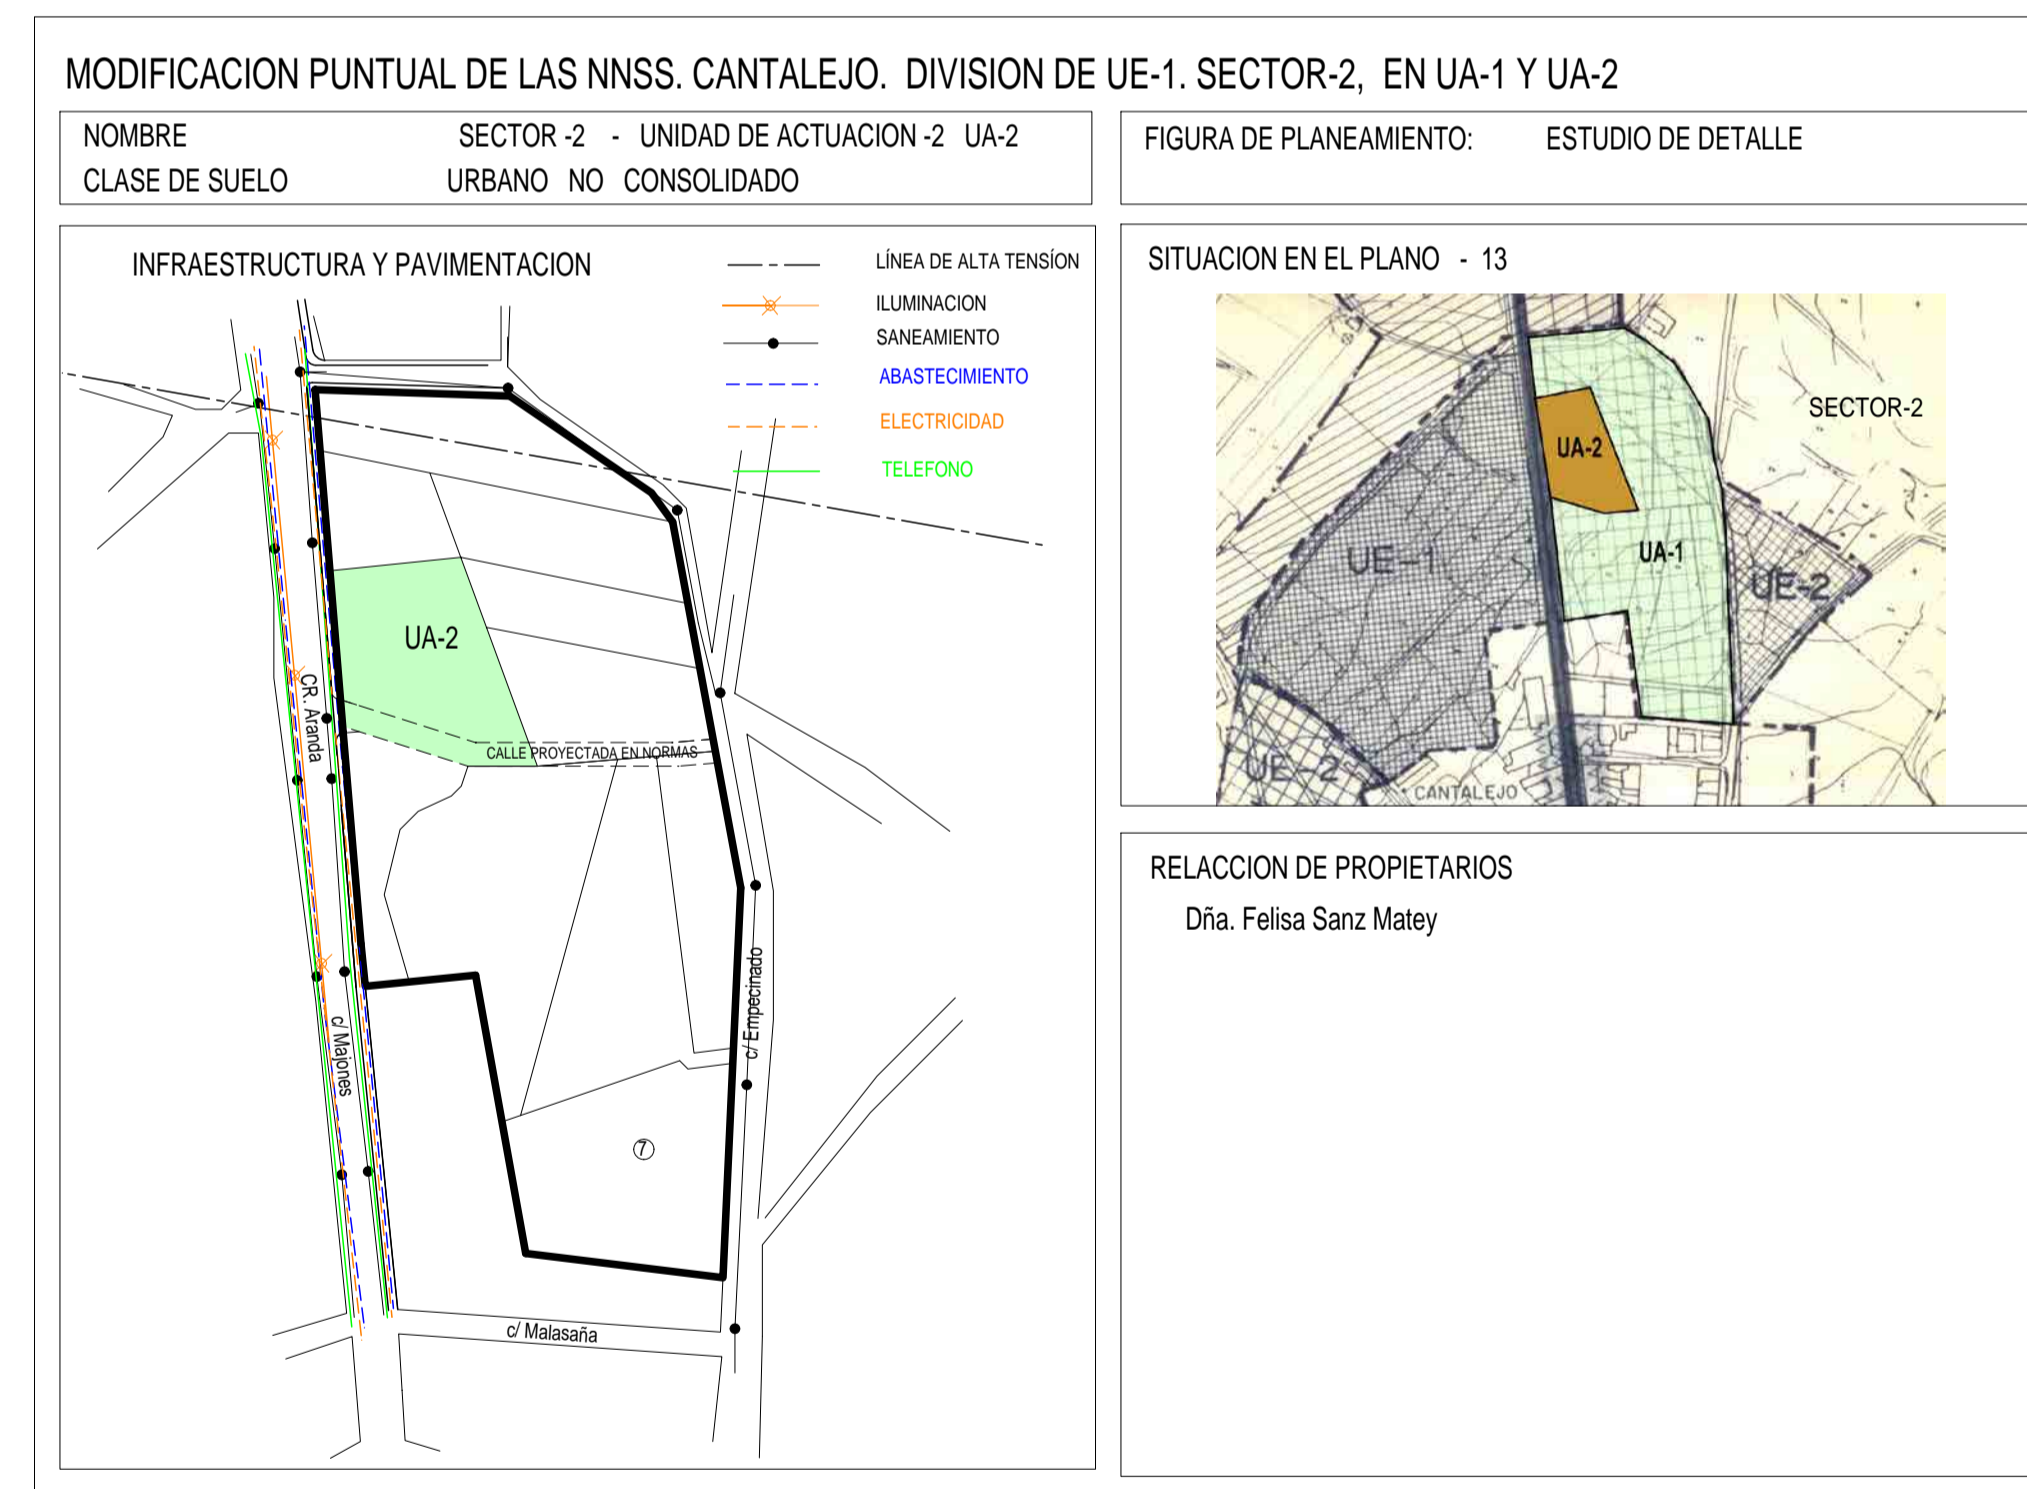 MODIFICACION PUNTUAL DE LAS NNSS. CANTALEJO. DIVISION DE UE-1. SECTOR-2, EN UA-1 Y UA-2
NOMBRE SECTOR -2 - UNIDAD DE ACTUACION -2 UA-2
CLASE DE SUELO URBANO NO CONSOLIDADO
FIGURA DE PLANEAMIENTO: ESTUDIO DE DETALLE
INFRAESTRUCTURA Y PAVIMENTACION
LÍNEA DE ALTA TENSÍON
ILUMINACION
SANEAMIENTO
ABASTECIMIENTO
ELECTRICIDAD
TELEFONO
UA-2
CR. Aranda
CALLE PROYECTADA EN NORMAS
c/ Majones
c/ Empecinado
7
c/ Malasaña
SITUACION EN EL PLANO - 13
SECTOR-2
UA-2
UA-1
UE-1
UE-2
UE-2
CANTALEJO
RELACCION DE PROPIETARIOS
Dña. Felisa Sanz Matey